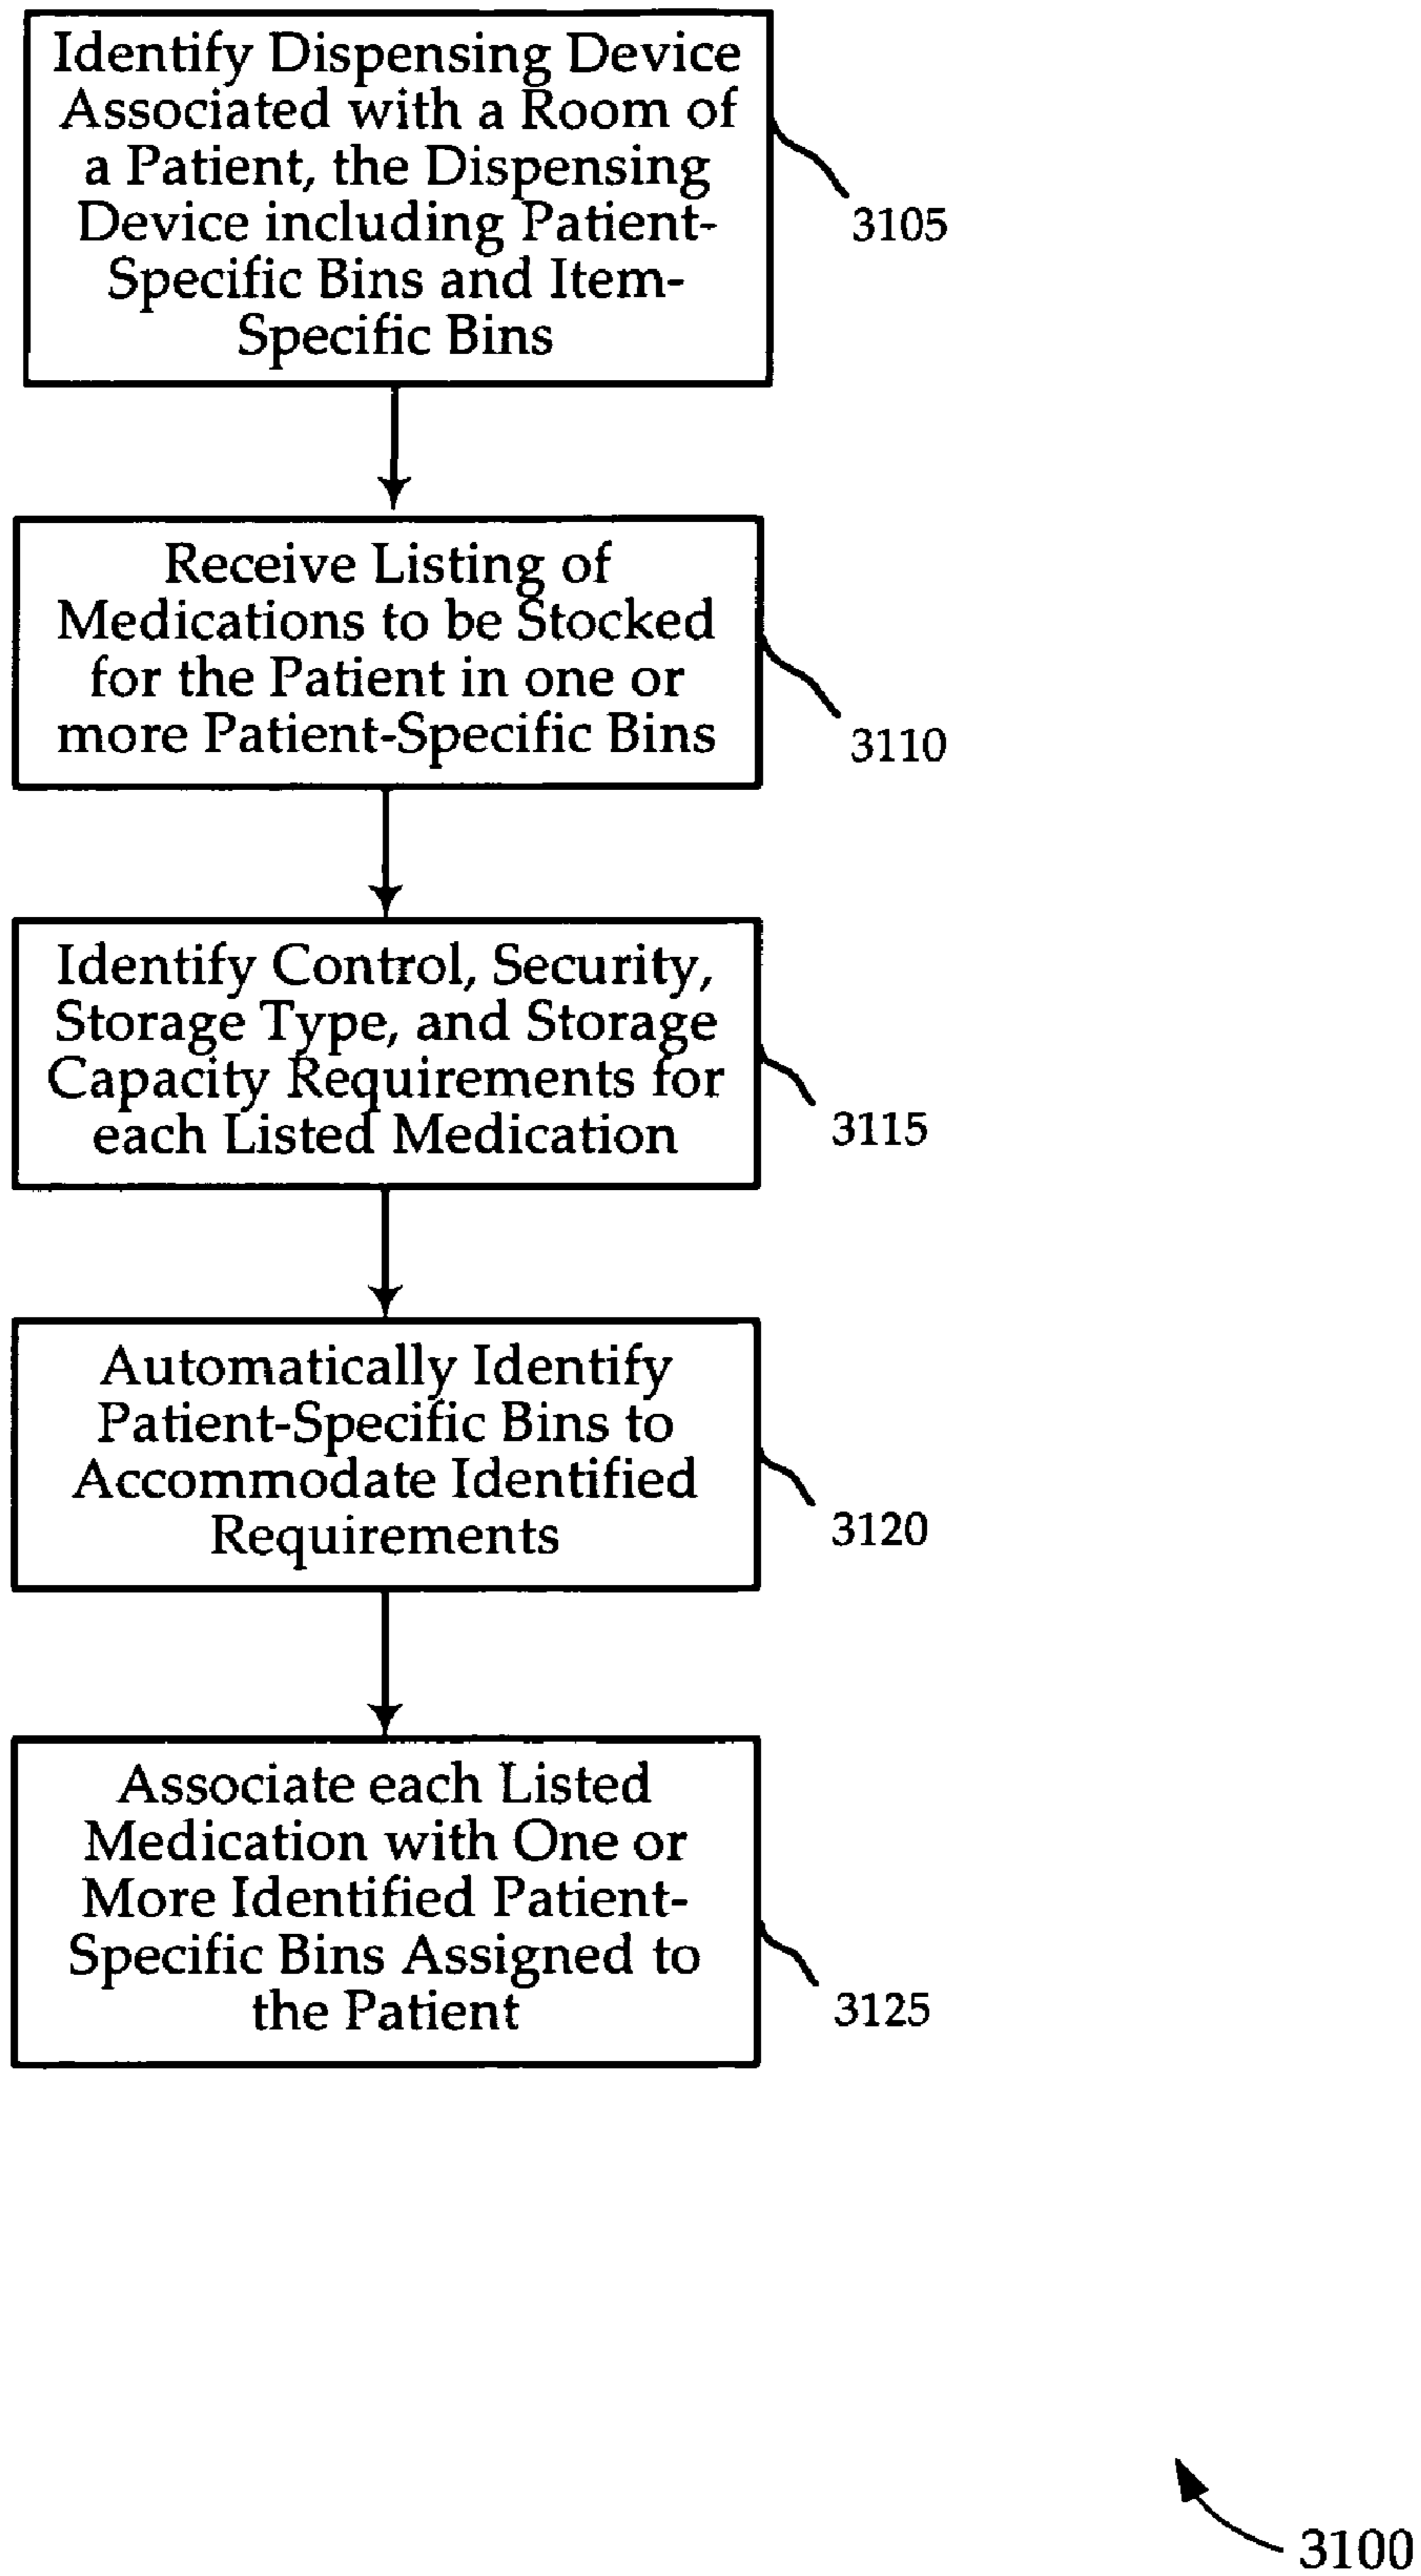 Identify Dispensing Device
Associated with a Room of
a Patient, the Dispensing
Device including Patient-
Specific Bins and Item-
Specific Bins
3105
Receive Listing of
Medications to be Stocked
for the Patient in one or
more Patient-Specific Bins
3110
Identify Control, Security,
Storage Type, and Storage
Capacity Requirements for
each Listed Medication
3115
Automatically Identify
Patient-Specific Bins to
Accommodate Identified
Requirements
3120
Associate each Listed
Medication with One or
More Identified Patient-
Specific Bins Assigned to
the Patient
3125
3100